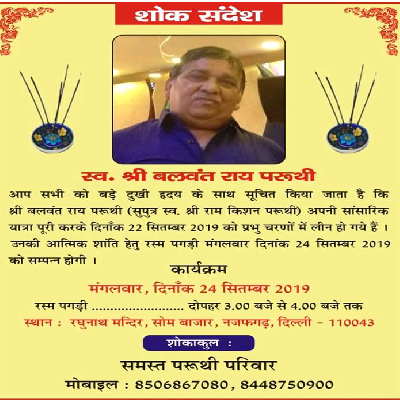 शोक संदेश
स्व. श्री बलवंत राय परूथी
आप सभी को बड़े दुखी हृदय के साथ सूचित किया जाता है कि
श्री बलवंत राय परूथी (सुपुत्र स्व. श्री राम किशन परूथी) अपनी सांसारिक
यात्रा पूरी करके दिनाँक 22 सितम्बर 2019 को प्रभु चरणों में लीन हो गये हैं ।
उनकी आत्मिक शांति हेतु रस्म पगड़ी मंगलवार दिनांक 24 सितम्बर 2019
को सम्पन्न होगी ।
कार्यक्रम
मंगलवार, दिनाँक 24 सितम्बर 2019
रस्म पगड़ी ........................ दोपहर 3.00 बजे से 4.00 बजे तक
स्थान : रघुनाथ मन्दिर, सोम बाजार, नजफगढ़, दिल्ली - 110043
शोकाकुल :
समस्त परूथी परिवार
मोबाइल : 8506867080, 8448750900